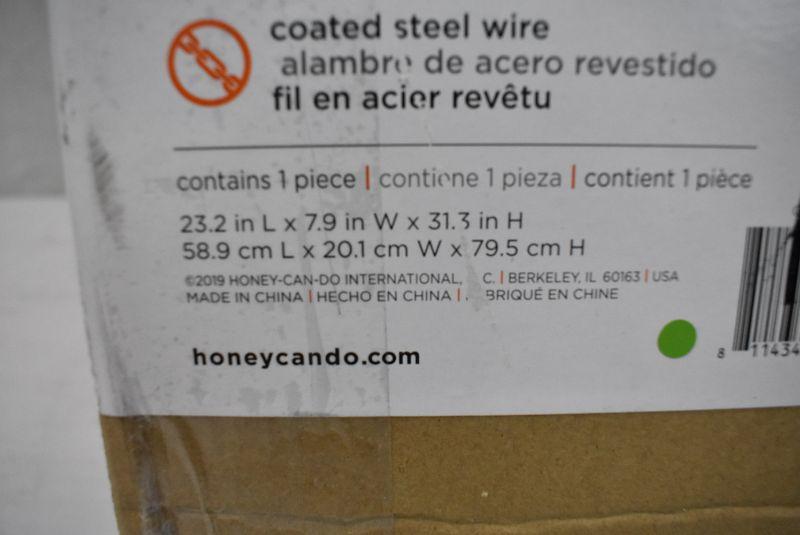 coated steel wire
alambre de acero revestido
fil en acier revêtu
contains 1 piece | contiene 1 pieza | contient 1 pièce
23.2 in L x 7.9 in W x 31.3 in H
58.9 cm L x 20.1 cm W x 79.5 cm H
©2019 HONEY-CAN-DO INTERNATIONAL, C. | BERKELEY, IL 60163 | USA
MADE IN CHINA | HECHO EN CHINA | BRIQUÉ EN CHINE
honeycando.com
8 11434